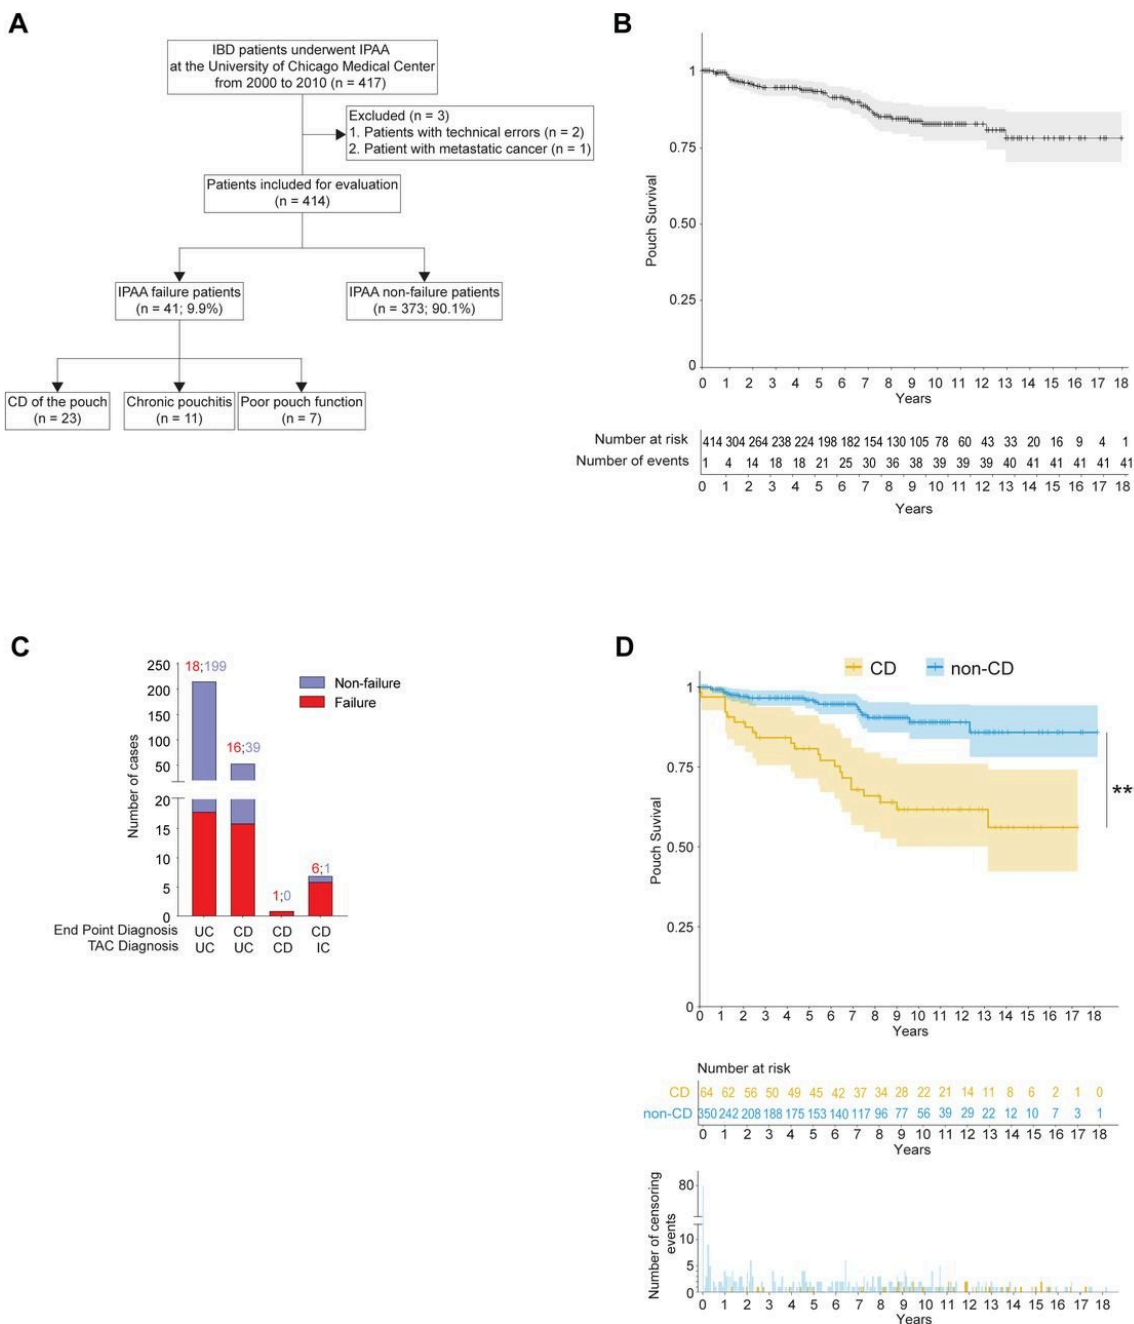 A
IBD patients underwent IPAA
at the University of Chicago Medical Center
from 2000 to 2010 (n = 417)
Excluded (n = 3)
1. Patients with technical errors (n = 2)
2. Patient with metastatic cancer (n = 1)
Patients included for evaluation
(n = 414)
IPAA failure patients
(n = 41; 9.9%)
IPAA non-failure patients
(n = 373; 90.1%)
CD of the pouch
(n = 23)
Chronic pouchitis
(n = 11)
Poor pouch function
(n = 7)
B
Pouch Survival
1
0.75
0.50
0.25
0
0 1 2 3 4 5 6 7 8 9 10 11 12 13 14 15 16 17 18
Years
Number at risk 414 304 264 238 224 198 182 154 130 105 78 60 43 33 20 16 9 4 1
Number of events 1 4 14 18 18 21 25 30 36 38 39 39 39 40 41 41 41 41 41
0 1 2 3 4 5 6 7 8 9 10 11 12 13 14 15 16 17 18
Years
C
Number of cases
250
200
150
100
50
20
15
10
5
0
18;199
16;39
1;0
6;1
Non-failure
Failure
End Point Diagnosis UC CD CD CD
TAC Diagnosis UC UC CD IC
D
CD non-CD
Pouch Survival
1
0.75
0.50
0.25
0
**
0 1 2 3 4 5 6 7 8 9 10 11 12 13 14 15 16 17 18
Years
Number at risk
CD 64 62 56 50 49 45 42 37 34 28 22 21 14 11 8 6 2 1 0
non-CD 350 242 208 188 175 153 140 117 96 77 56 39 29 22 12 10 7 3 1
0 1 2 3 4 5 6 7 8 9 10 11 12 13 14 15 16 17 18
Years
Number of censoring
events
80
10
5
0
0 1 2 3 4 5 6 7 8 9 10 11 12 13 14 15 16 17 18
Years